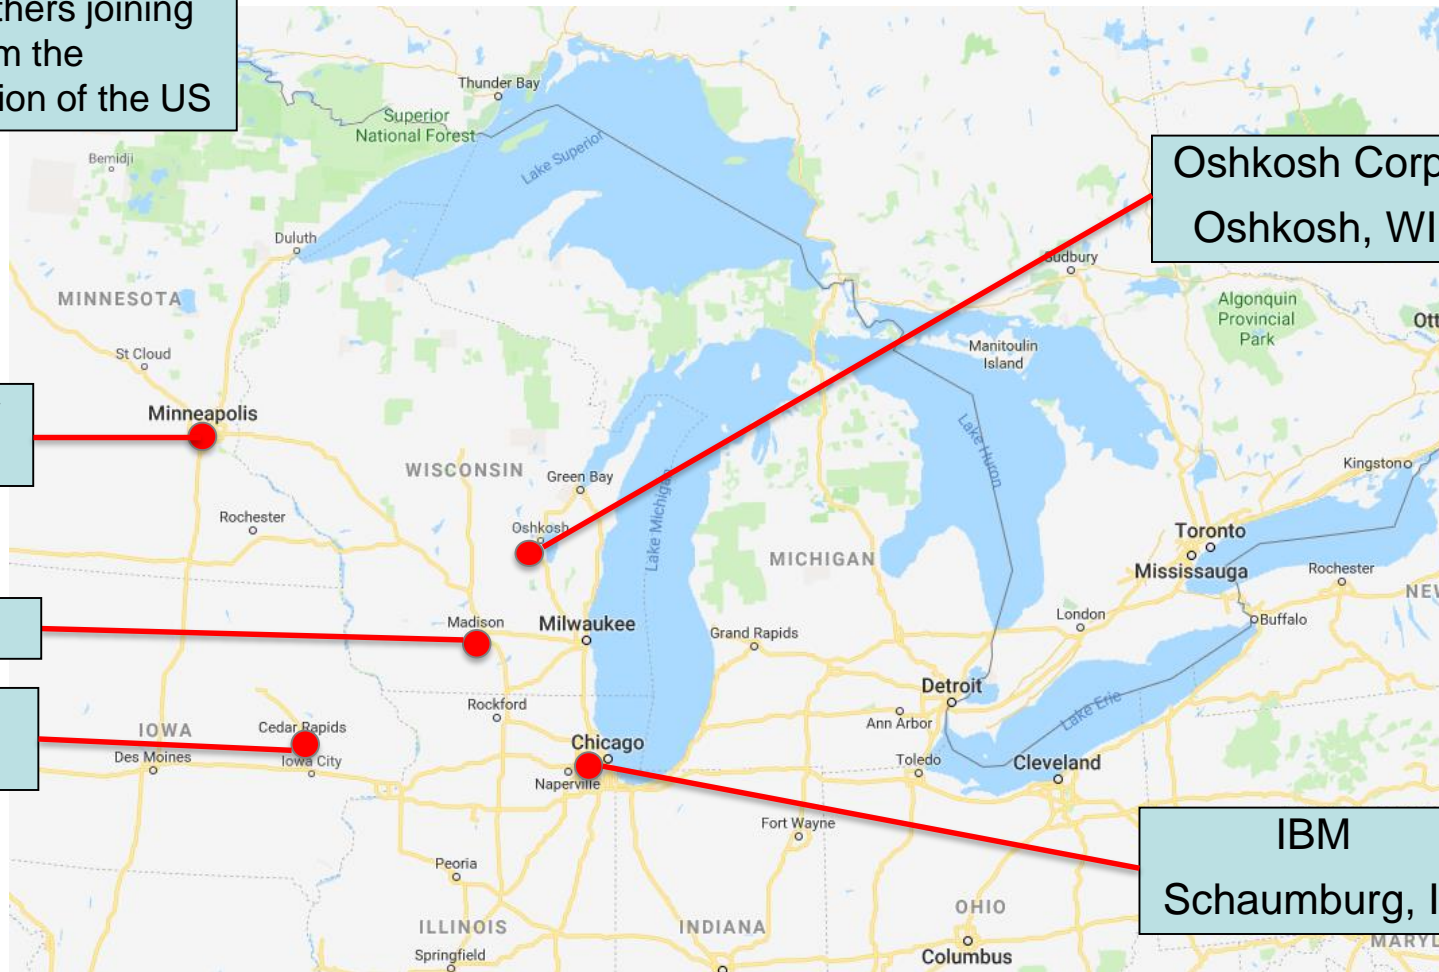 thers joining
m the
ion of the US
Thunder Bay
Superior
National Forest
Lake Superior
Bemidji
Oshkosh Corp
Oshkosh, WI
Duluth
Sudbury
MINNESOTA
Algonquin
Provincial
Park
Ott
Manitoulin
Island
St Cloud
Minneapolis
Lake Huron
WISCONSIN
Green Bay
Kingston
Lake Michigan
Rochester
Oshkosh
Toronto
MICHIGAN
Mississauga
Rochester
NEW
Madison
Milwaukee
London
Buffalo
Grand Rapids
Detroit
Rockford
Lake Erie
Ann Arbor
IOWA
Cedar Rapids
Des Moines
Iowa City
Chicago
Naperville
Toledo
Cleveland
Fort Wayne
IBM
Schaumburg, I
Peoria
OHIO
ILLINOIS
INDIANA
MARYL
Springfield
Columbus